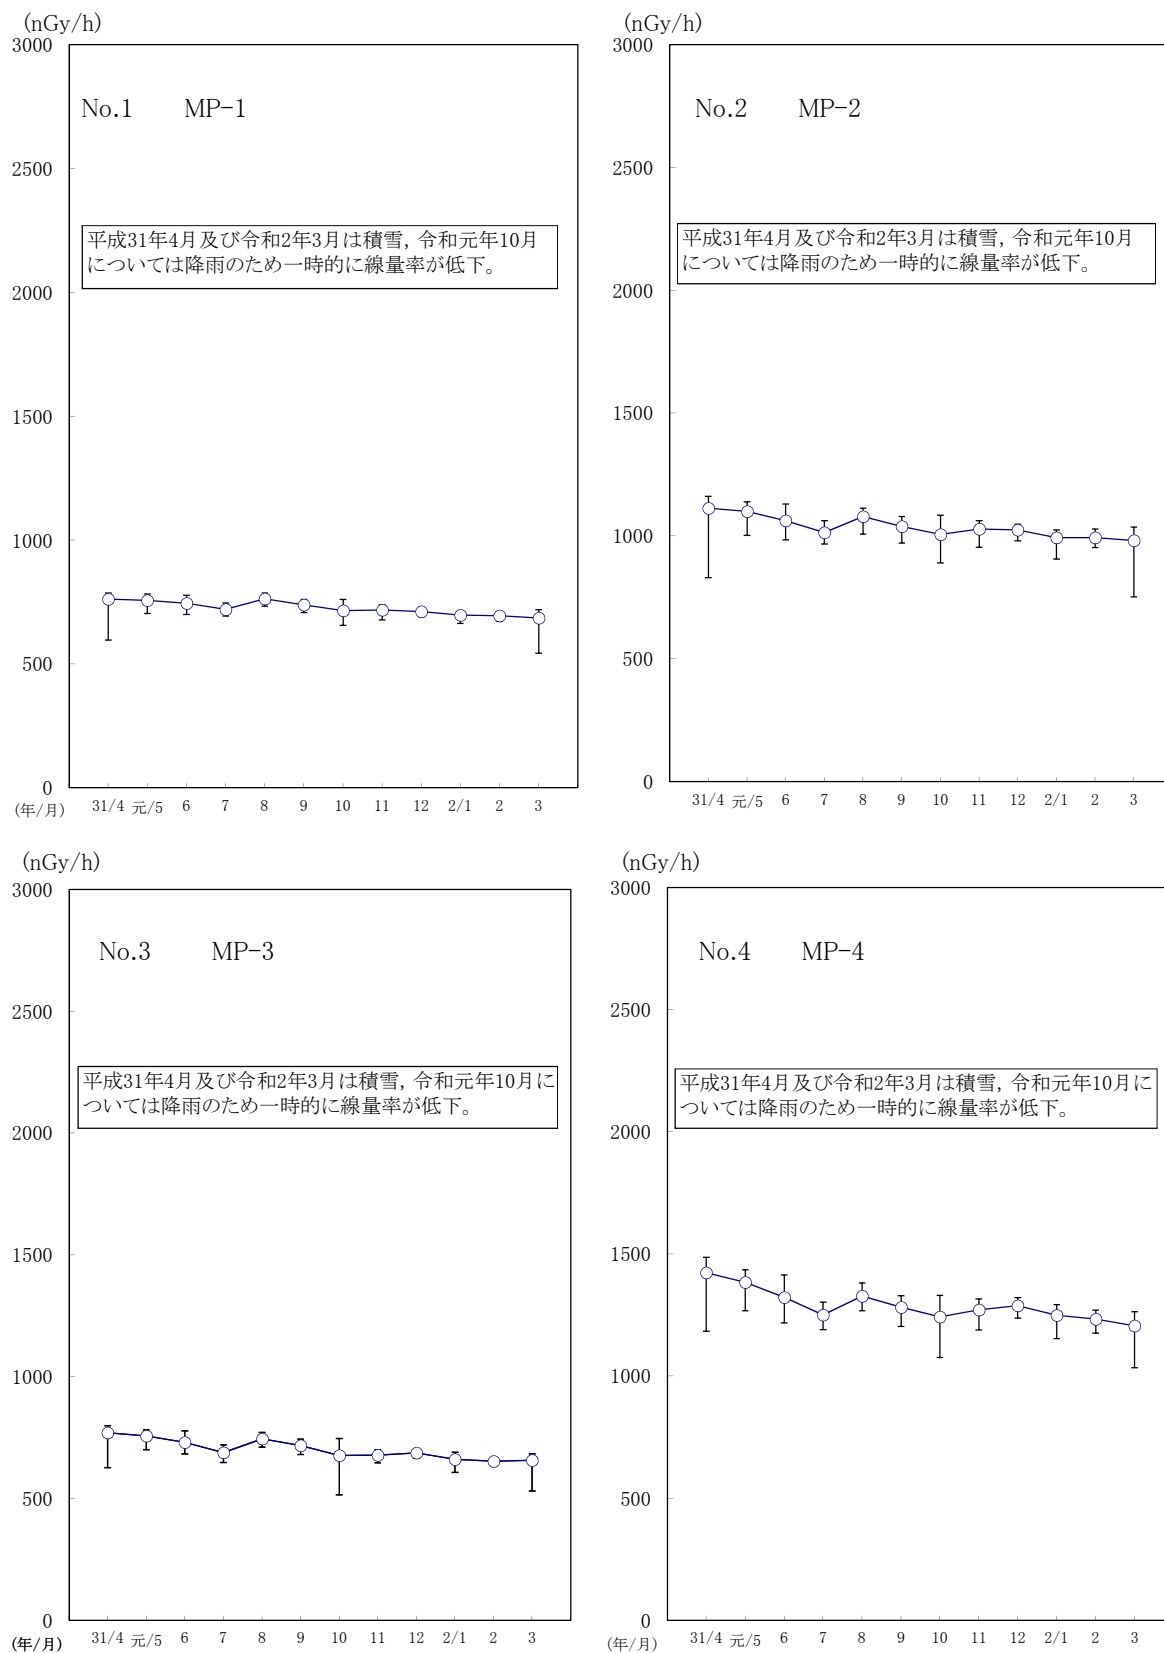 (nGy/h)
3000
No.1 MP-1
2500
平成31年4月及び令和2年3月は積雪，令和元年10月
については降雨のため一時的に線量率が低下。
2000
1500
1000
500
0
(年/月) 31/4 元/5 6 7 8 9 10 11 12 2/1 2 3
(nGy/h)
3000
No.2 MP-2
2500
平成31年4月及び令和2年3月は積雪，令和元年10月
については降雨のため一時的に線量率が低下。
2000
1500
1000
500
0
31/4 元/5 6 7 8 9 10 11 12 2/1 2 3
(nGy/h)
3000
No.3 MP-3
2500
平成31年4月及び令和2年3月は積雪，令和元年10月に
ついては降雨のため一時的に線量率が低下。
2000
1500
1000
500
0
(年/月) 31/4 元/5 6 7 8 9 10 11 12 2/1 2 3
(nGy/h)
3000
No.4 MP-4
2500
平成31年4月及び令和2年3月は積雪，令和元年10月に
ついては降雨のため一時的に線量率が低下。
2000
1500
1000
500
0
(年/月) 31/4 元/5 6 7 8 9 10 11 12 2/1 2 3